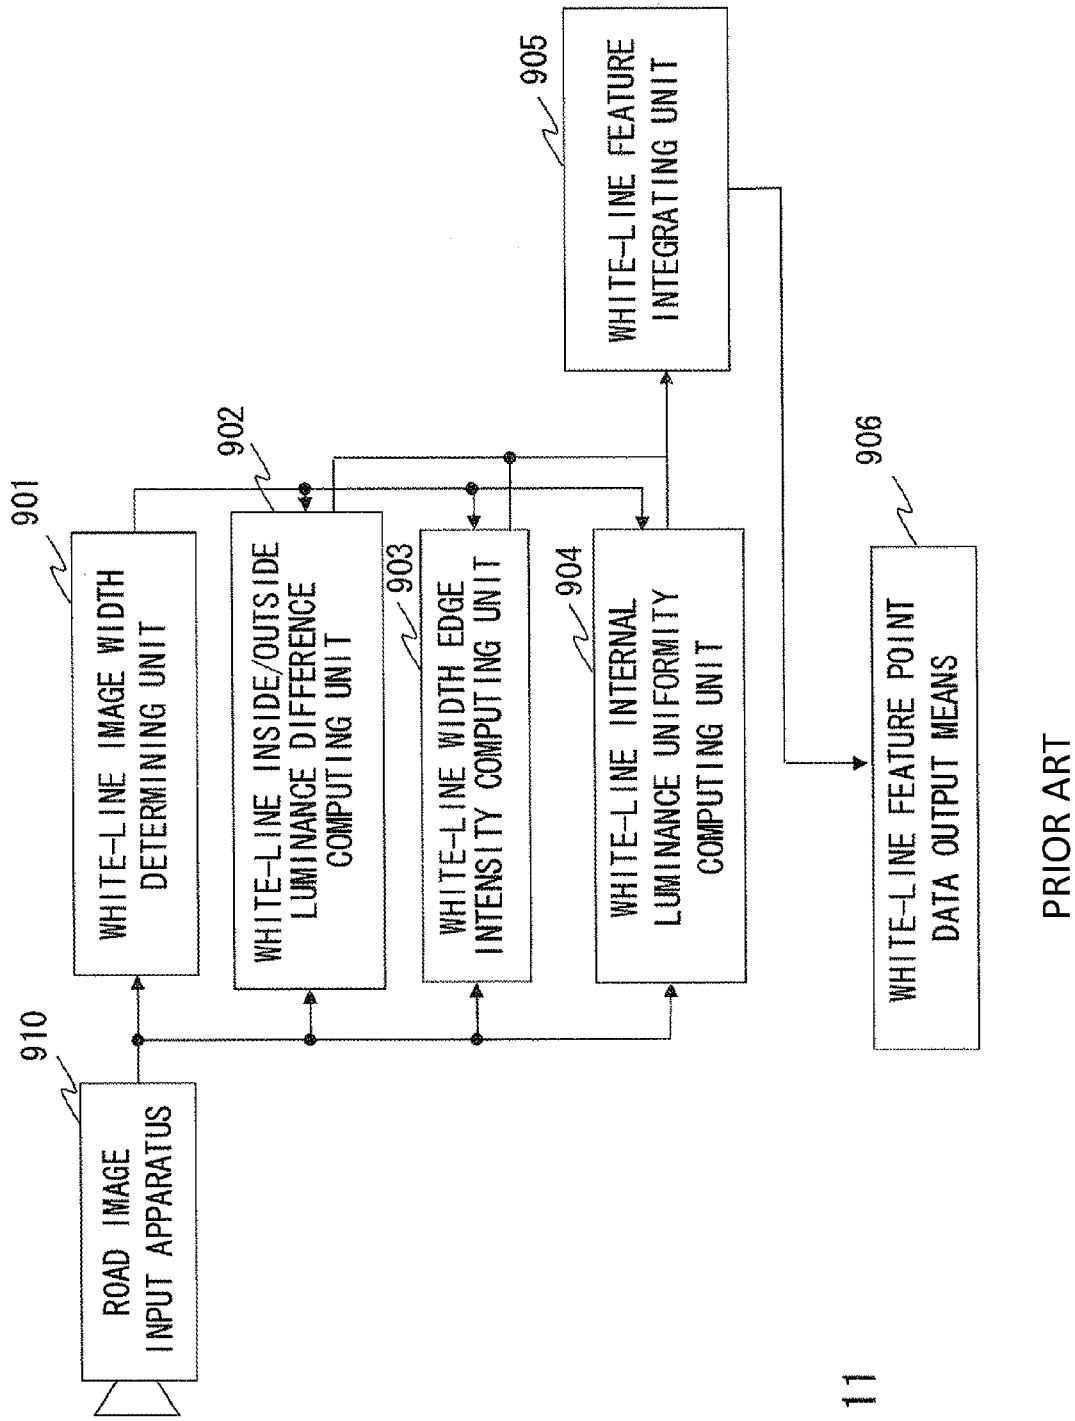 910
ROAD IMAGE
INPUT APPARATUS
901
WHITE-LINE IMAGE WIDTH
DETERMINING UNIT
902
WHITE-LINE INSIDE/OUTSIDE
LUMINANCE DIFFERENCE
COMPUTING UNIT
903
WHITE-LINE WIDTH EDGE
INTENSITY COMPUTING UNIT
904
WHITE-LINE INTERNAL
LUMINANCE UNIFORMITY
COMPUTING UNIT
905
WHITE-LINE FEATURE
INTEGRATING UNIT
906
WHITE-LINE FEATURE POINT
DATA OUTPUT MEANS
11
PRIOR ART